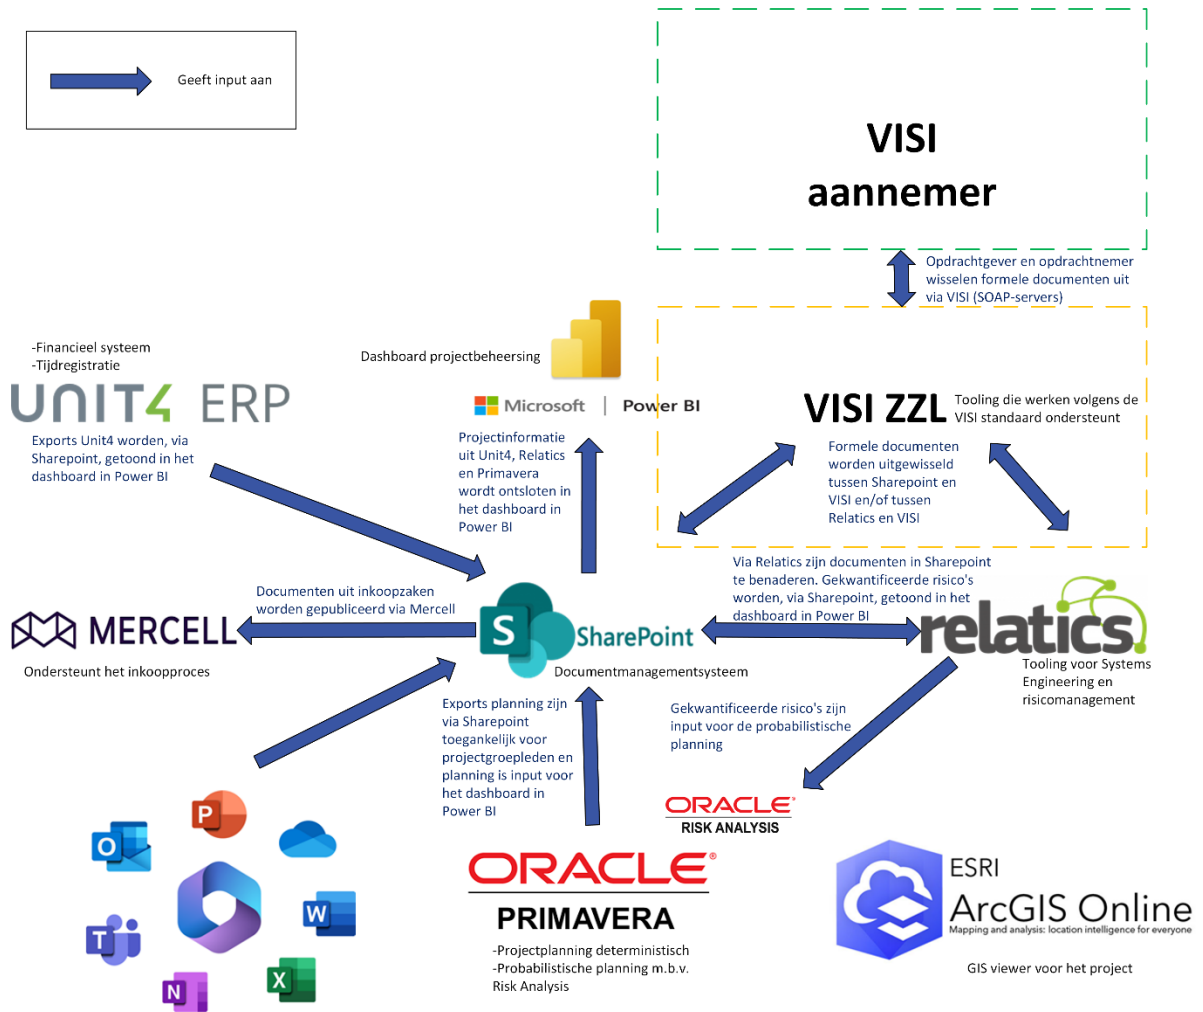 Geeft input aan
VISI
aannemer
Opdrachtgever en opdrachtnemer
wisselen formele documenten uit
via VISI (SOAP-servers)
-Financieel systeem
-Tijdregistratie
UNIT4 ERP
Exports Unit4 worden, via
Sharepoint, getoond in het
dashboard in Power BI
Dashboard projectbeheersing
Microsoft | Power BI
Projectinformatie
uit Unit4, Relatics
en Primavera
wordt ontsloten in
het dashboard in
Power BI
VISI ZZL
Tooling die werken volgens de
VISI standaard ondersteunt
Formele documenten
worden uitgewisseld
tussen Sharepoint en
VISI en/of tussen
Relatics en VISI
Via Relatics zijn documenten in Sharepoint
te benaderen. Gekwantificeerde risico's
worden, via Sharepoint, getoond in het
dashboard in Power BI
Documenten uit inkoopzaken
worden gepubliceerd via Mercell
MERCELL
Ondersteunt het inkoopproces
S
SharePoint
Documentmanagementsysteem
relatics
Tooling voor Systems
Engineering en
risicomanagement
Exports planning zijn
via Sharepoint
toegankelijk voor
projectgroepleden en
planning is input voor
het dashboard in
Power BI
Gekwantificeerde risico's zijn
input voor de probabilistische
planning
ORACLE®
RISK ANALYSIS
P
O
W
T
X
N
ORACLE®
PRIMAVERA
-Projectplanning deterministisch
-Probabilistische planning m.b.v.
Risk Analysis
ESRI
ArcGIS Online
Mapping and analysis: location intelligence for everyone
GIS viewer voor het project